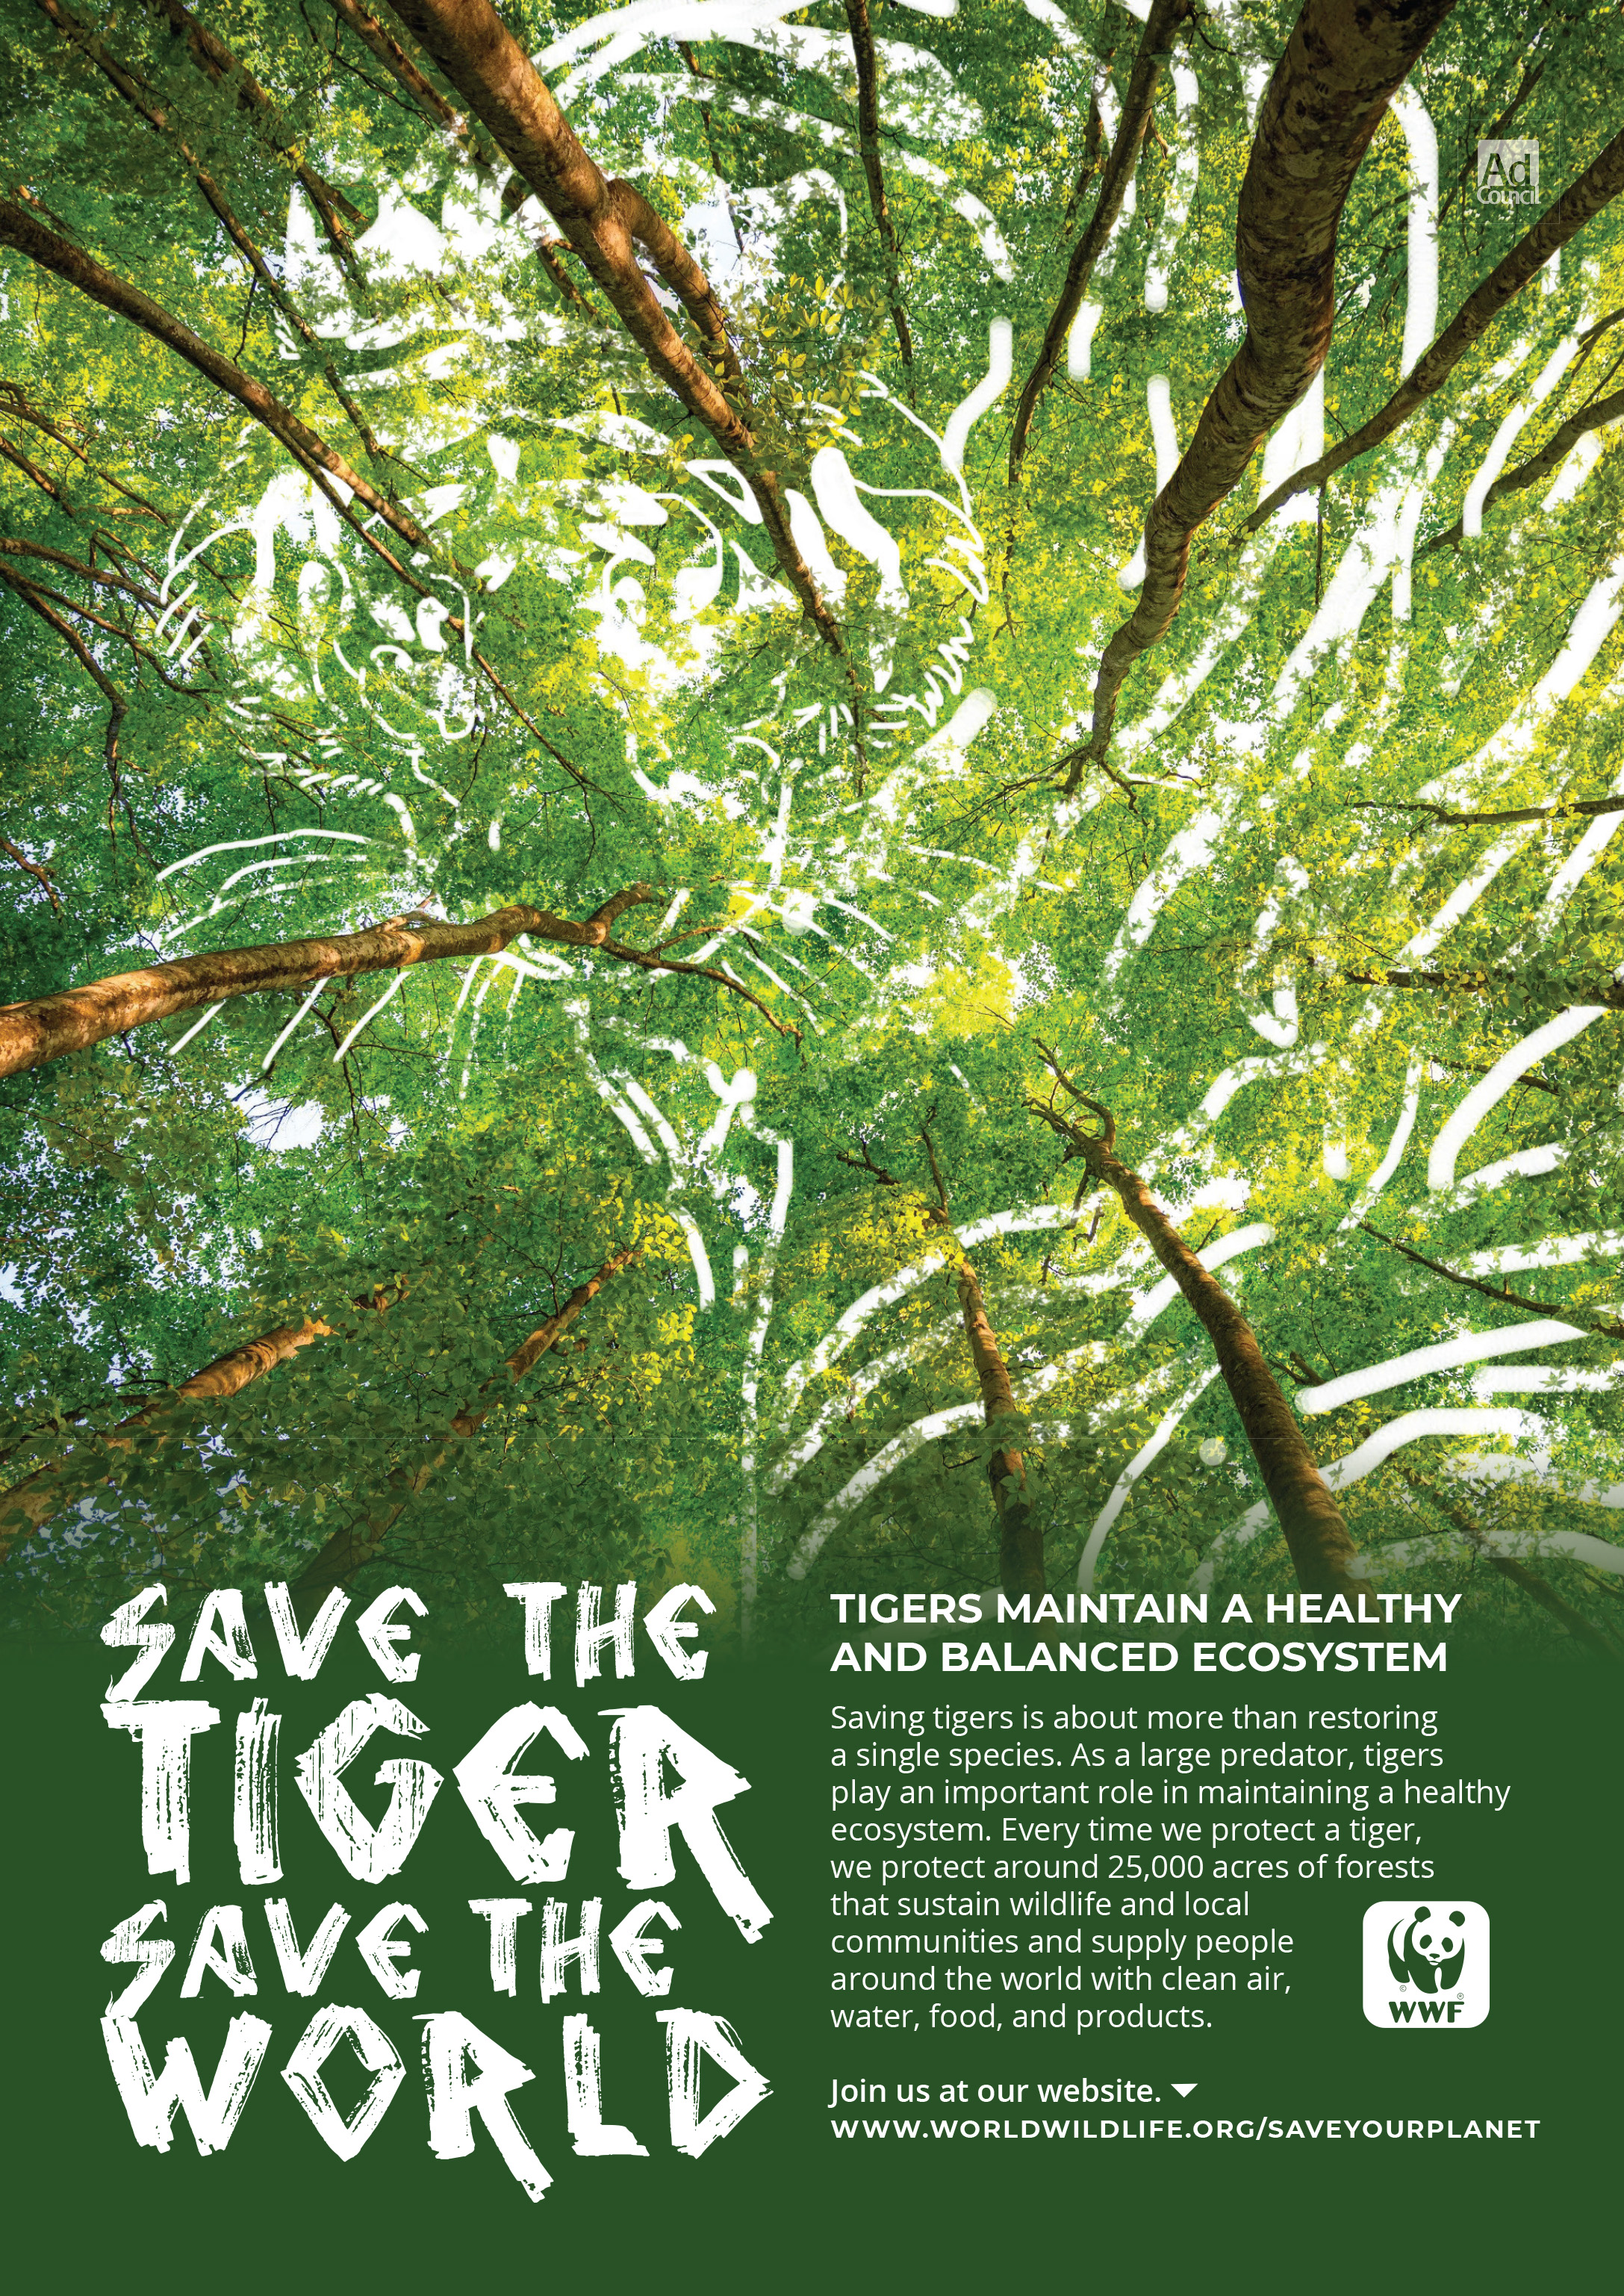 Ad
Council
SAVE THE
TIGER
SAVE THE
WORLD
TIGERS MAINTAIN A HEALTHY
AND BALANCED ECOSYSTEM
Saving tigers is about more than restoring
a single species. As a large predator, tigers
play an important role in maintaining a healthy
ecosystem. Every time we protect a tiger,
we protect around 25,000 acres of forests
that sustain wildlife and local
communities and supply people
around the world with clean air,
water, food, and products.
© ®
WWF
Join us at our website.
WWW.WORLDWILDLIFE.ORG/SAVEYOURPLANET